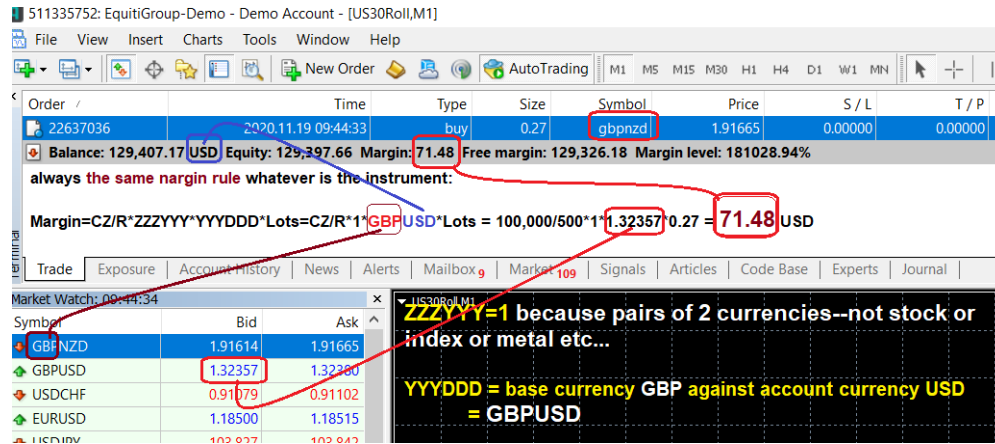 511335752: EquitiGroup-Demo - Demo Account - [US30Roll,M1]
File View Insert Charts Tools Window Help
New Order AutoTrading M1 M5 M15 M30 H1 H4 D1 W1 MN
Order / Time Type Size Symbol Price S / L T / P
22637036 2020.11.19 09:44:33 buy 0.27 gbpnzd 1.91665 0.00000 0.00000
Balance: 129,407.17 USD Equity: 129,397.66 Margin: 71.48 Free margin: 129,326.18 Margin level: 181028.94%
always the same nargin rule whatever is the instrument:
Margin=CZ/R*ZZZYYY*YYYDDD*Lots=CZ/R*1*GBPUSD*Lots = 100,000/500*1*1.32357*0.27 = 71.48 USD
Trade Exposure Account History News Alerts Mailbox 9 Market 109 Signals Articles Code Base Experts Journal
Market Watch: 09:44:34
Symbol Bid Ask
GBPNZD 1.91614 1.91665
GBPUSD 1.32357 1.32380
USDCHF 0.91079 0.91102
EURUSD 1.18500 1.18515
USDJPY 103.827 103.842
US30Roll,M1
ZZZYYY=1 because pairs of 2 currencies--not stock or
index or metal etc...
YYYDDD = base currency GBP against account currency USD
= GBPUSD